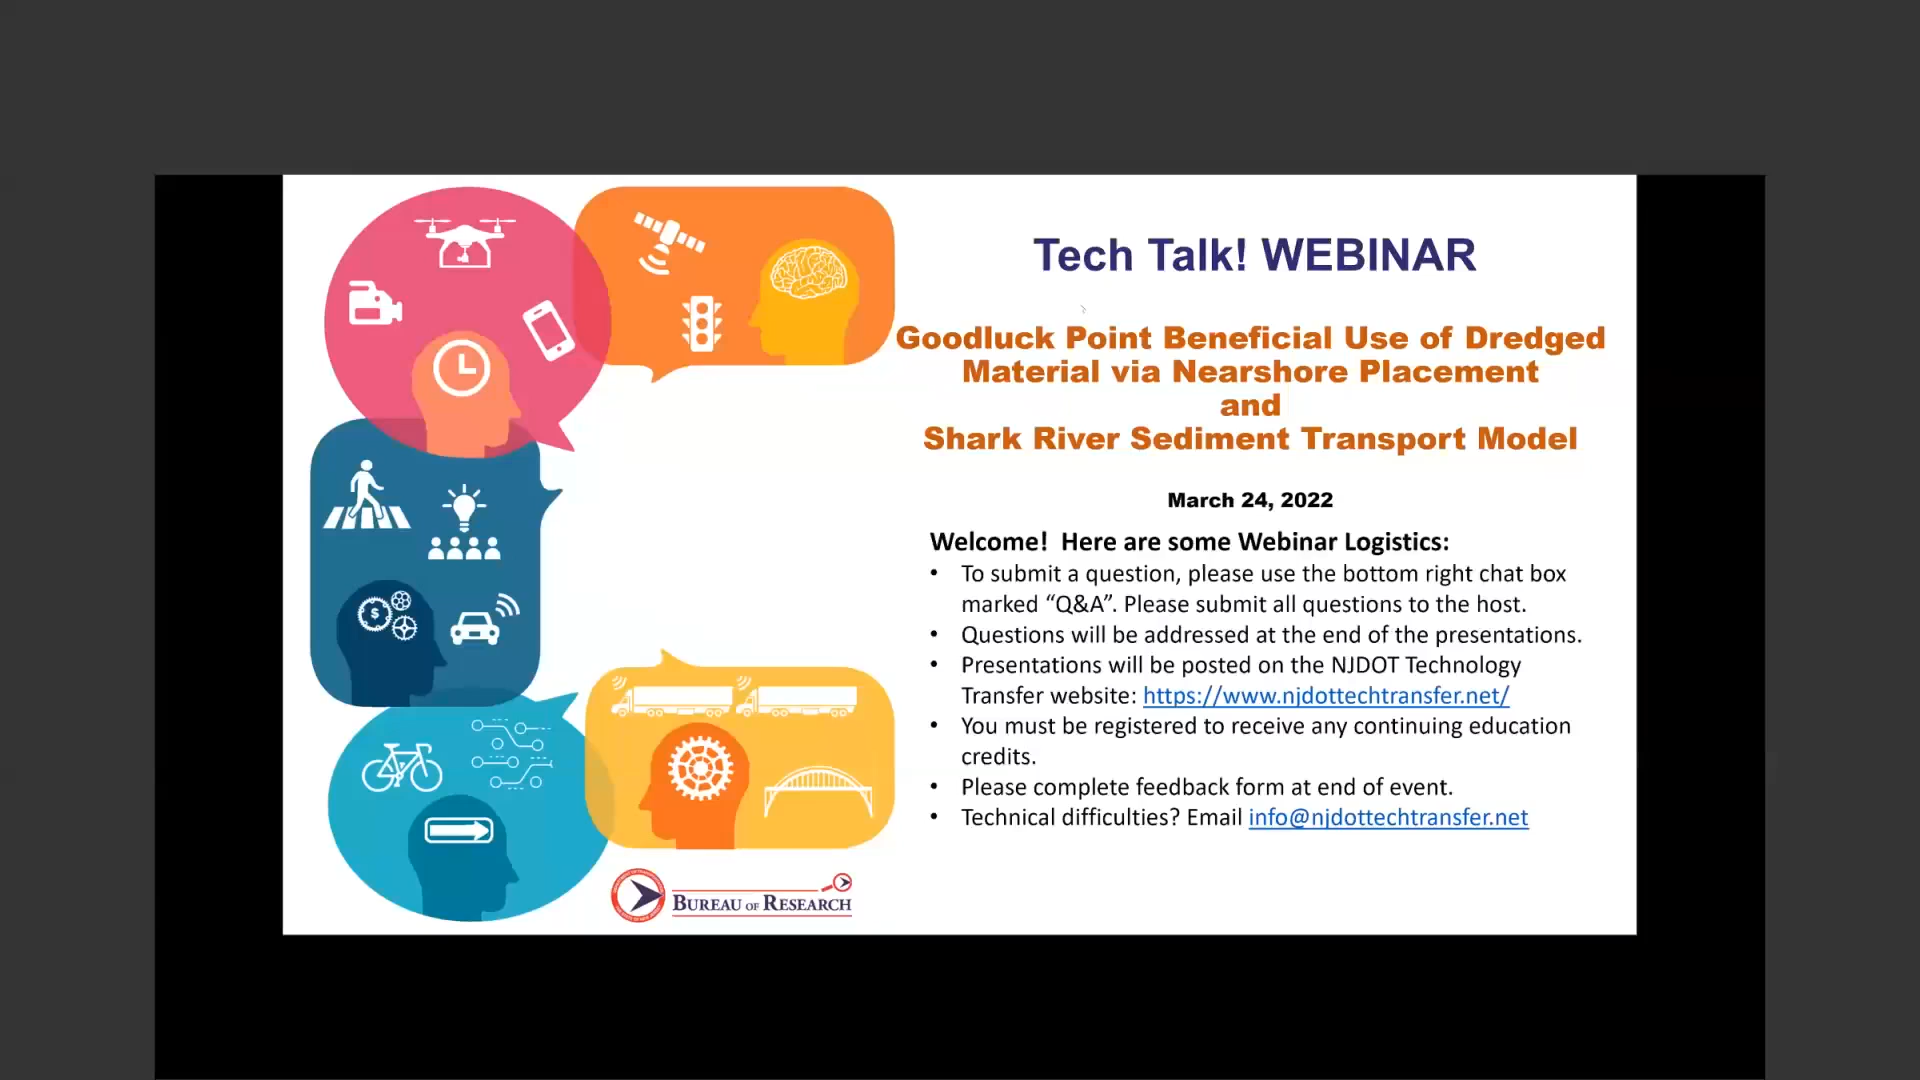 Tech Talk! WEBINAR
Goodluck Point Beneficial Use of Dredged
Material via Nearshore Placement
and
Shark River Sediment Transport Model
March 24, 2022
Welcome!  Here are some Webinar Logistics:
• To submit a question, please use the bottom right chat box
marked “Q&A”. Please submit all questions to the host.
• Questions will be addressed at the end of the presentations.
• Presentations will be posted on the NJDOT Technology
Transfer website: https://www.njdottechtransfer.net/
• You must be registered to receive any continuing education
credits.
• Please complete feedback form at end of event.
• Technical difficulties? Email info@njdottechtransfer.net
$
BUREAU OF RESEARCH